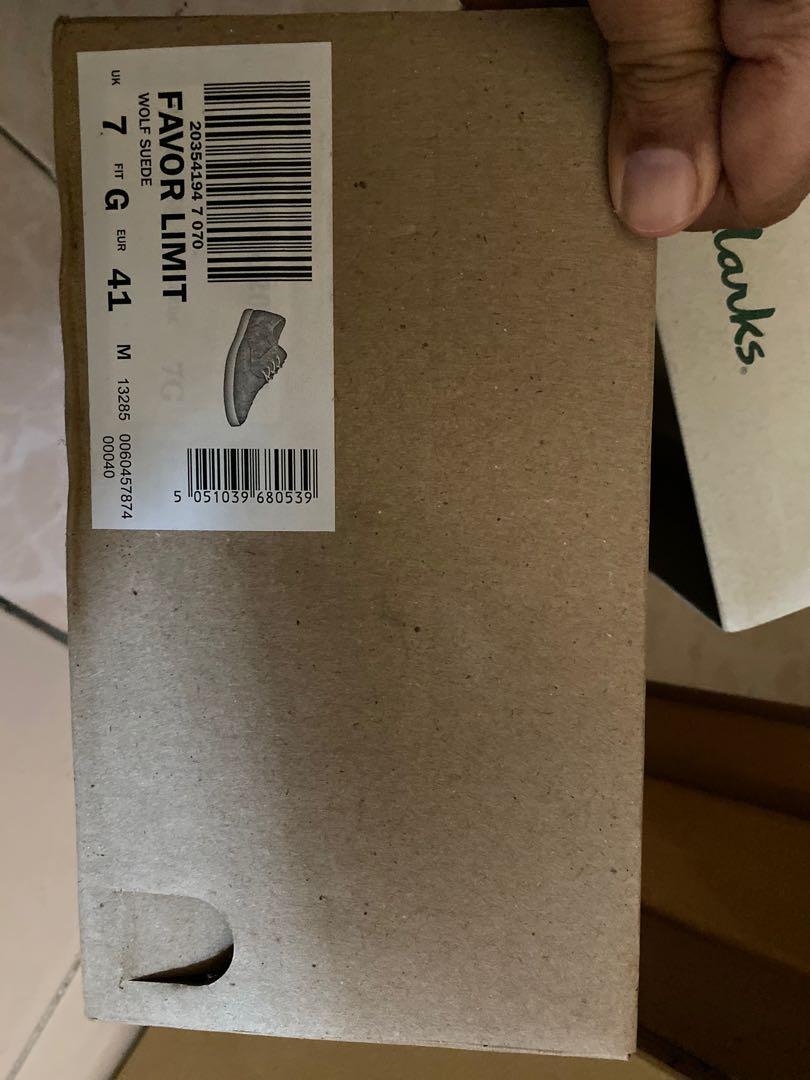 20354194 7 070
FAVOR LIMIT
WOLF SUEDE
UK 7 FIT G EUR 41 M 13285 0060457874
00040
5 051039 680539
7G
larks